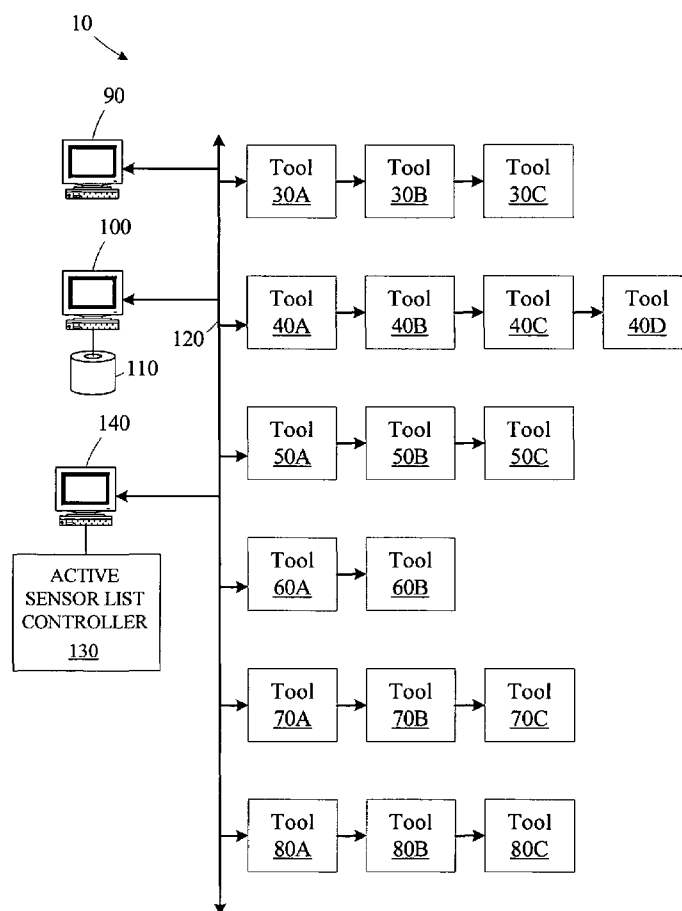 10
90
Tool
30A
Tool
30B
Tool
30C
100
Tool
40A
Tool
40B
Tool
40C
Tool
40D
120
110
140
Tool
50A
Tool
50B
Tool
50C
ACTIVE
SENSOR LIST
CONTROLLER
130
Tool
60A
Tool
60B
Tool
70A
Tool
70B
Tool
70C
Tool
80A
Tool
80B
Tool
80C